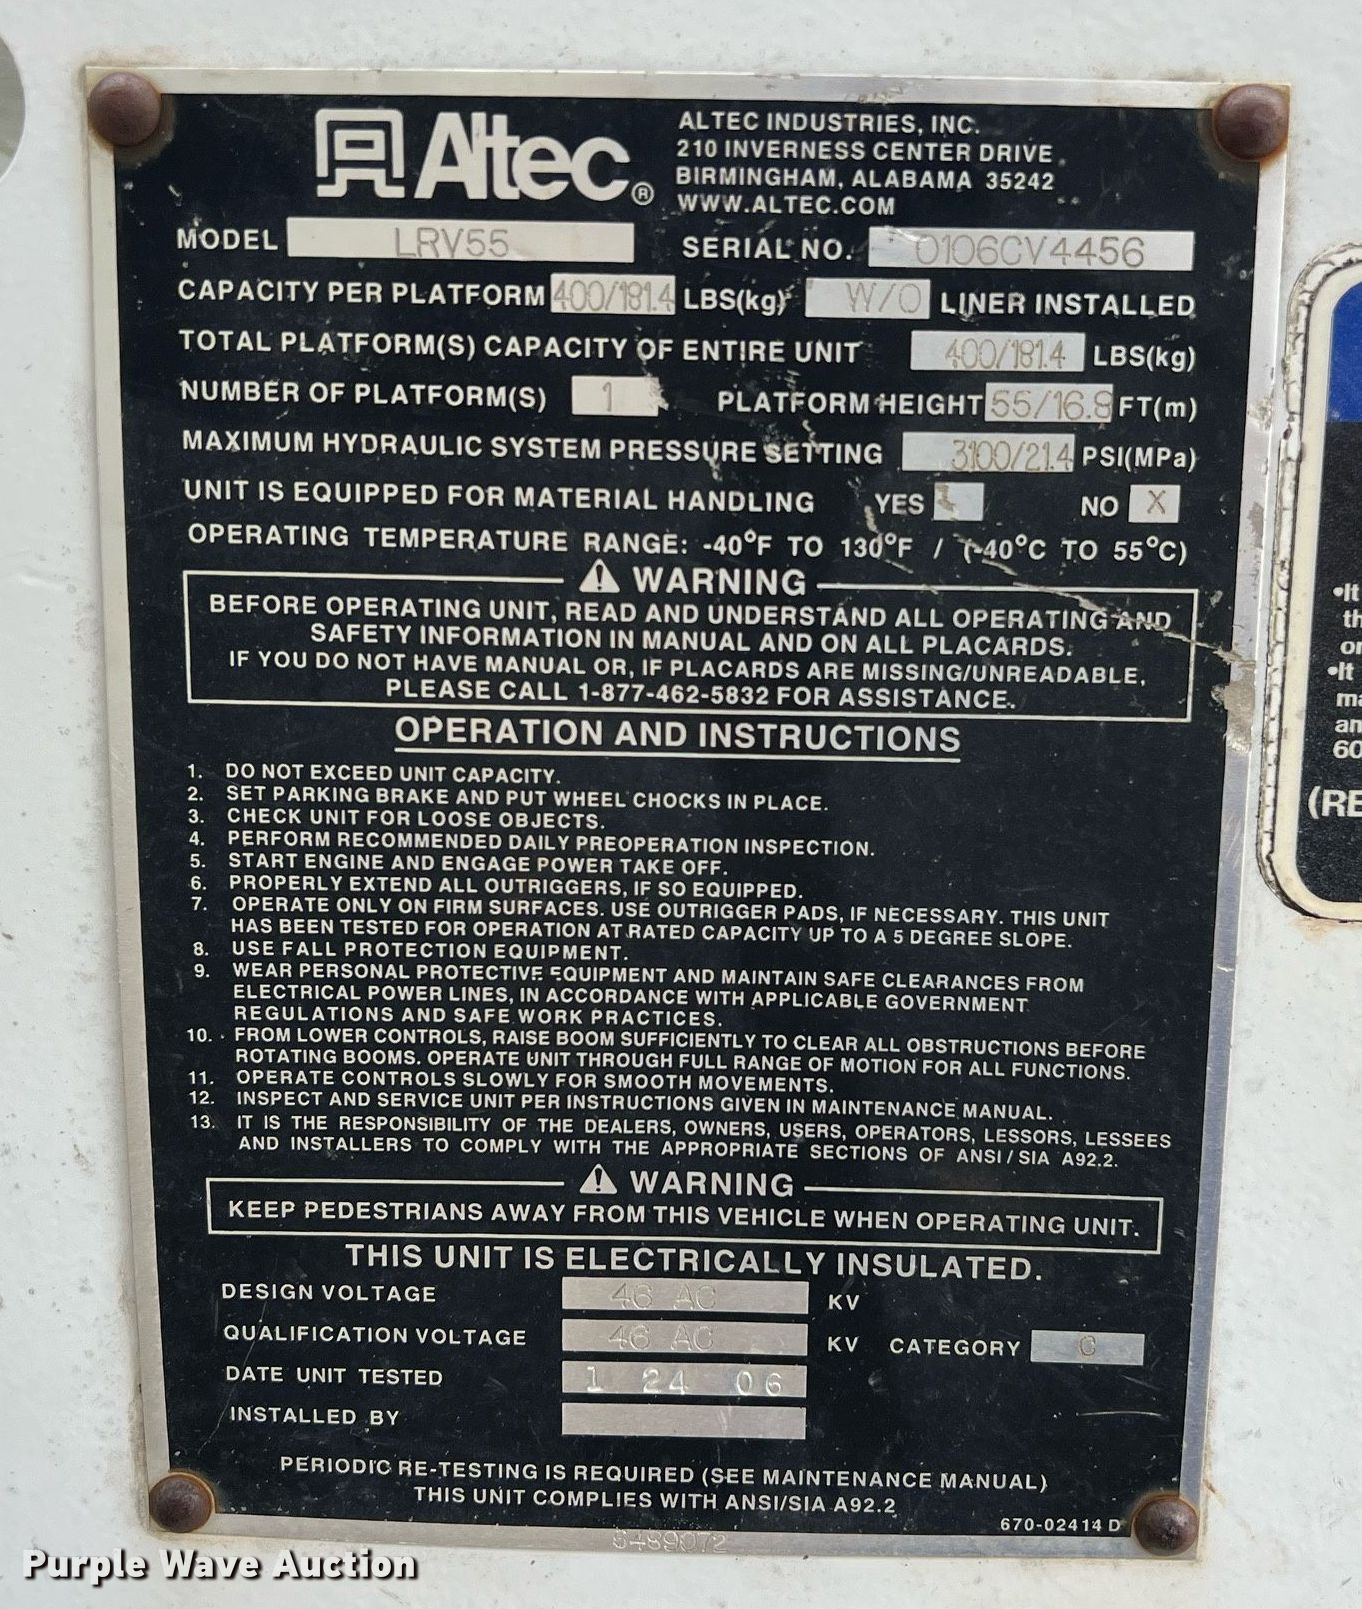 Altec®
ALTEC INDUSTRIES, INC.
210 INVERNESS CENTER DRIVE
BIRMINGHAM, ALABAMA 35242
WWW.ALTEC.COM
MODEL LRV55 SERIAL NO. 0106CV4456
CAPACITY PER PLATFORM 400/181.4 LBS(kg) W/O LINER INSTALLED
TOTAL PLATFORM(S) CAPACITY OF ENTIRE UNIT 400/181.4 LBS(kg)
NUMBER OF PLATFORM(S) 1 PLATFORM HEIGHT 55/16.8 FT(m)
MAXIMUM HYDRAULIC SYSTEM PRESSURE SETTING 3100/21.4 PSI(MPa)
UNIT IS EQUIPPED FOR MATERIAL HANDLING YES NO X
OPERATING TEMPERATURE RANGE: -40°F TO 130°F / (-40°C TO 55°C)
WARNING
BEFORE OPERATING UNIT, READ AND UNDERSTAND ALL OPERATING AND
SAFETY INFORMATION IN MANUAL AND ON ALL PLACARDS.
IF YOU DO NOT HAVE MANUAL OR, IF PLACARDS ARE MISSING/UNREADABLE,
PLEASE CALL 1-877-462-5832 FOR ASSISTANCE.
OPERATION AND INSTRUCTIONS
1. DO NOT EXCEED UNIT CAPACITY.
2. SET PARKING BRAKE AND PUT WHEEL CHOCKS IN PLACE.
3. CHECK UNIT FOR LOOSE OBJECTS.
4. PERFORM RECOMMENDED DAILY PREOPERATION INSPECTION.
5. START ENGINE AND ENGAGE POWER TAKE OFF.
6. PROPERLY EXTEND ALL OUTRIGGERS, IF SO EQUIPPED.
7. OPERATE ONLY ON FIRM SURFACES. USE OUTRIGGER PADS, IF NECESSARY. THIS UNIT
HAS BEEN TESTED FOR OPERATION AT RATED CAPACITY UP TO A 5 DEGREE SLOPE.
8. USE FALL PROTECTION EQUIPMENT.
9. WEAR PERSONAL PROTECTIVE EQUIPMENT AND MAINTAIN SAFE CLEARANCES FROM
ELECTRICAL POWER LINES, IN ACCORDANCE WITH APPLICABLE GOVERNMENT
REGULATIONS AND SAFE WORK PRACTICES.
10. FROM LOWER CONTROLS, RAISE BOOM SUFFICIENTLY TO CLEAR ALL OBSTRUCTIONS BEFORE
ROTATING BOOMS. OPERATE UNIT THROUGH FULL RANGE OF MOTION FOR ALL FUNCTIONS.
11. OPERATE CONTROLS SLOWLY FOR SMOOTH MOVEMENTS.
12. INSPECT AND SERVICE UNIT PER INSTRUCTIONS GIVEN IN MAINTENANCE MANUAL.
13. IT IS THE RESPONSIBILITY OF THE DEALERS, OWNERS, USERS, OPERATORS, LESSORS, LESSEES
AND INSTALLERS TO COMPLY WITH THE APPROPRIATE SECTIONS OF ANSI/SIA A92.2.
WARNING
KEEP PEDESTRIANS AWAY FROM THIS VEHICLE WHEN OPERATING UNIT.
THIS UNIT IS ELECTRICALLY INSULATED.
DESIGN VOLTAGE 46 AC KV
QUALIFICATION VOLTAGE 46 AC KV CATEGORY C
DATE UNIT TESTED 1 24 06
INSTALLED BY
PERIODIC RE-TESTING IS REQUIRED (SEE MAINTENANCE MANUAL)
THIS UNIT COMPLIES WITH ANSI/SIA A92.2
670-02414 D
•It
•It
60
(RE
Purple Wave Auction